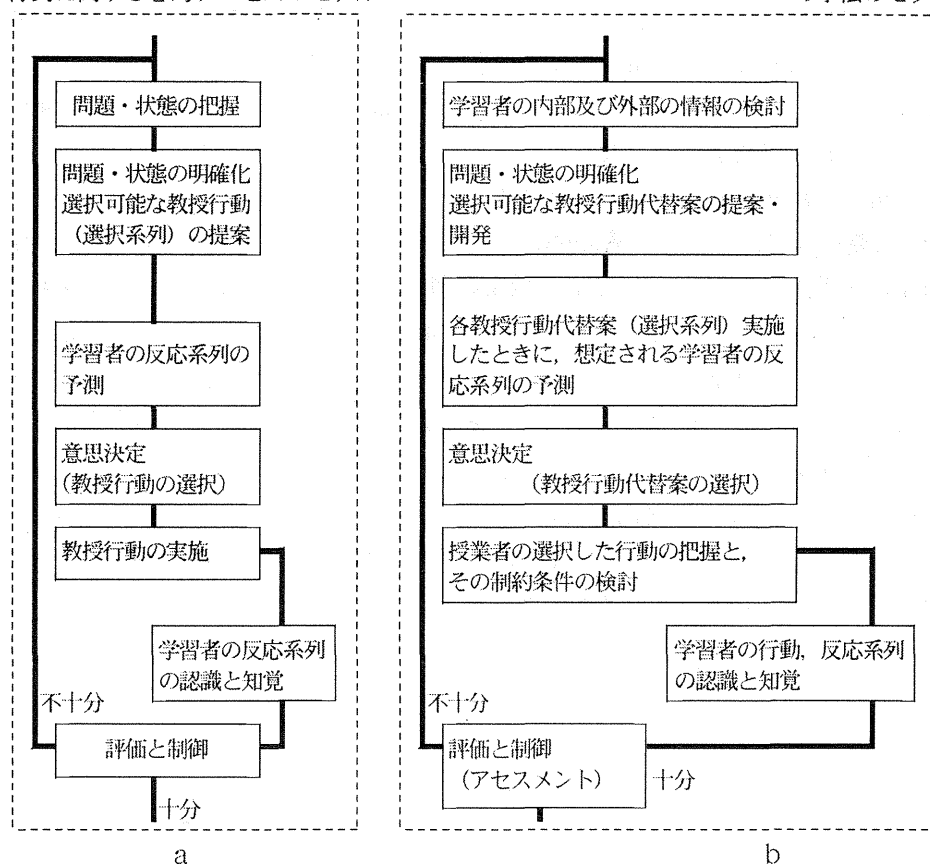 問題・状態の把握
問題・状態の明確化
選択可能な教授行動
（選択系列）の提案
学習者の反応系列の
予測
意思決定
（教授行動の選択）
教授行動の実施
学習者の反応系列
の認識と知覚
不十分
評価と制御
十分
a
学習者の内部及び外部の情報の検討
問題・状態の明確化
選択可能な教授行動代替案の提案・
開発
各教授行動代替案（選択系列）実施
したときに，想定される学習者の反
応系列の予測
意思決定
（教授行動代替案の選択）
授業者の選択した行動の把握と，
その制約条件の検討
学習者の行動，反応系列
の認識と知覚
不十分
評価と制御
（アセスメント）
十分
b